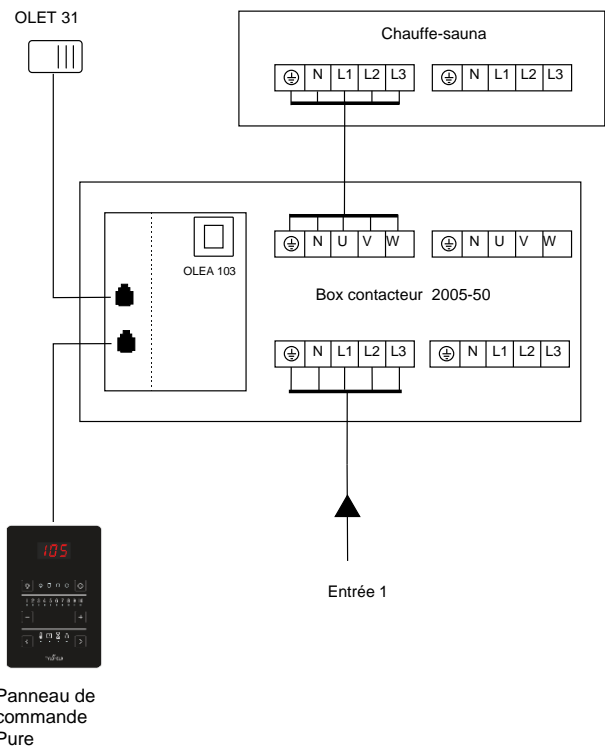 OLET 31
Chauffe-sauna
N L1 L2 L3
N L1 L2 L3
N U V W
N U V W
OLEA 103
Box contacteur 2005-50
N L1 L2 L3
N L1 L2 L3
Entrée 1
105
Panneau de
commande
Pure